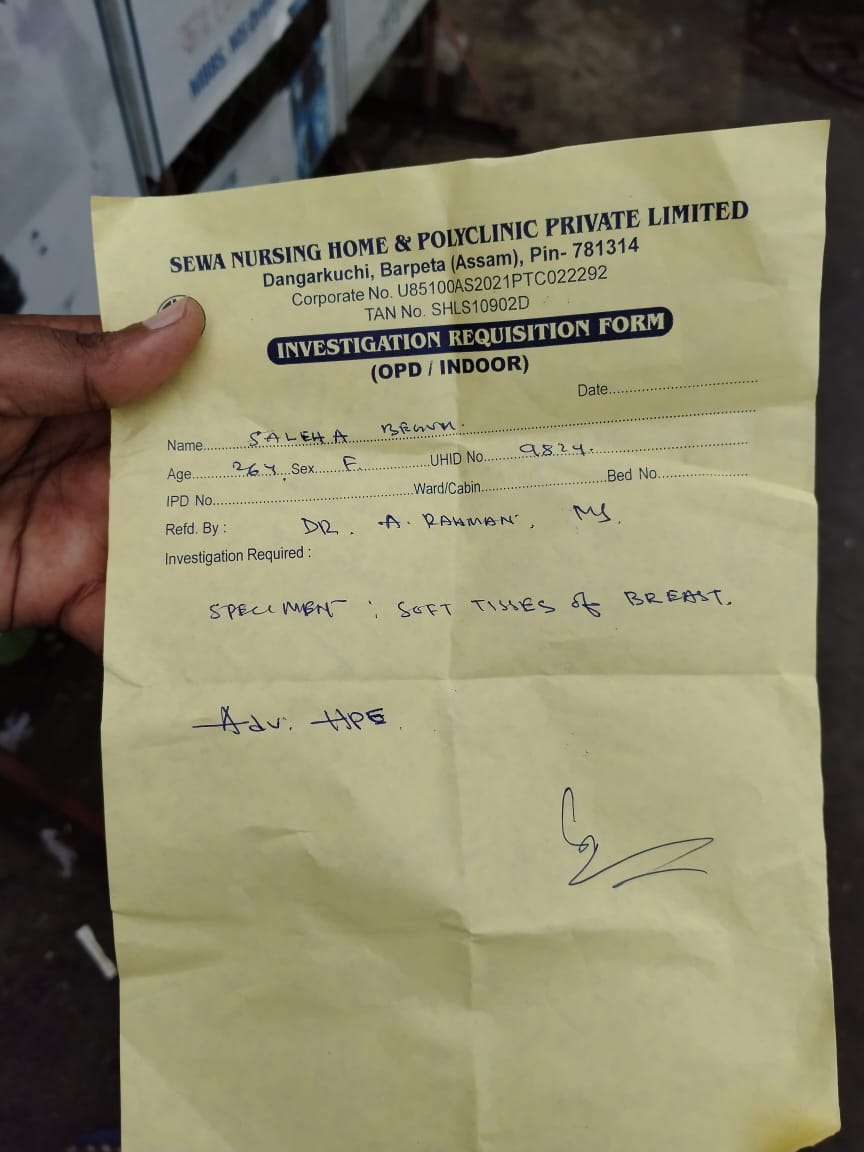 SEWA NURSING HOME & POLYCLINIC PRIVATE LIMITED
Dangarkuchi, Barpeta (Assam), Pin- 781314
Corporate No. U85100AS2021PTC022292
TAN No. SHLS10902D
INVESTIGATION REQUISITION FORM
(OPD / INDOOR)
Date
Name SALEHA BEGUM.
Age 26Y. Sex F. UHID No. 9824.
IPD No. Ward/Cabin Bed No.
Refd. By : DR. A. RAHMAN, MS.
Investigation Required :
SPECIMEN : SOFT TISSES of BREAST.
Adv. HPE.